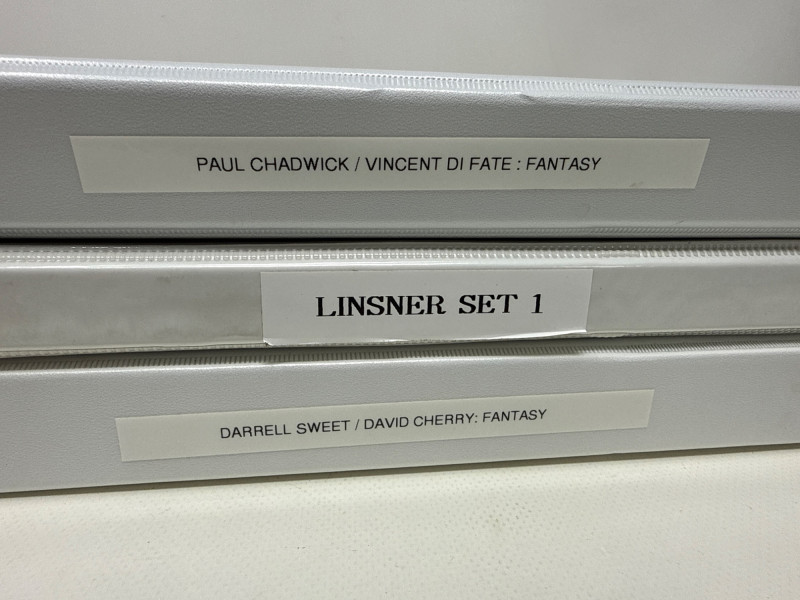 PAUL CHADWICK / VINCENT DI FATE : FANTASY
LINSNER SET 1
DARRELL SWEET / DAVID CHERRY: FANTASY